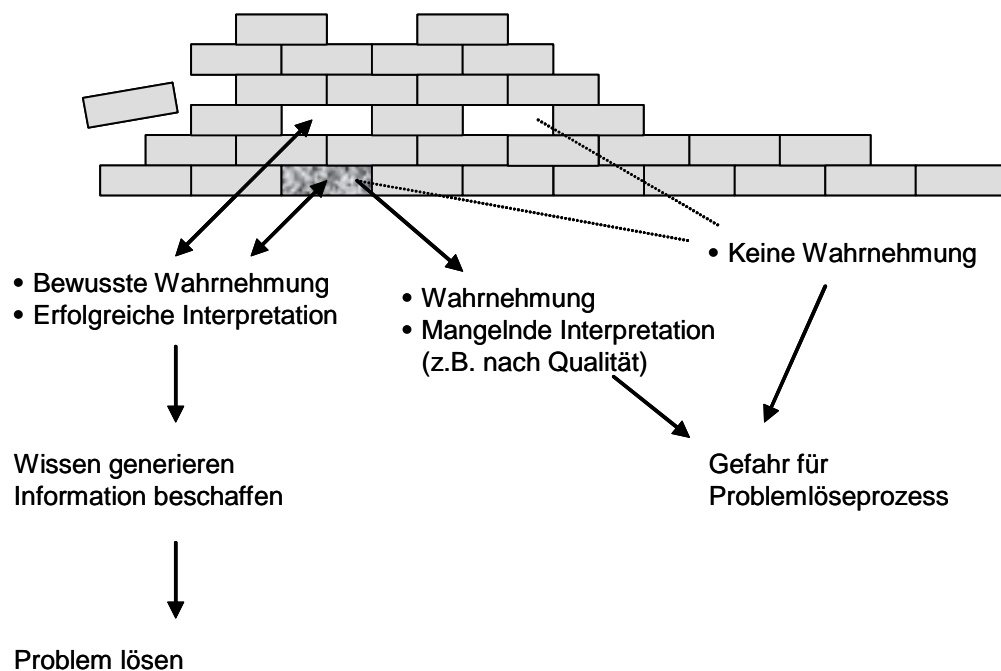 • Bewusste Wahrnehmung
• Erfolgreiche Interpretation
• Wahrnehmung
• Mangelnde Interpretation
(z.B. nach Qualität)
• Keine Wahrnehmung
Wissen generieren
Information beschaffen
Gefahr für
Problemlöseprozess
Problem lösen